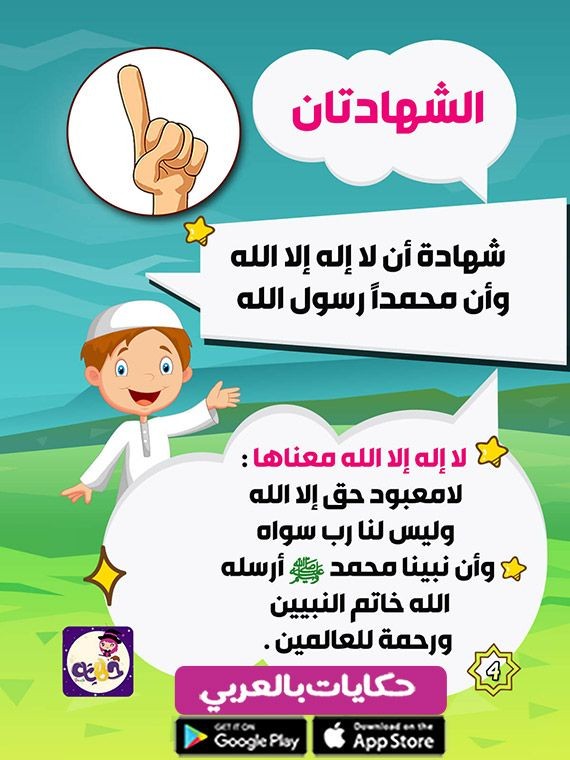 الشهادتان
شهادة أن لا إله إلا الله
وأن محمداً رسول الله
لا إله إلا الله معناها :
لامعبود حق إلا الله
وليس لنا رب سواه
وأن نبينا محمد ﷺ أرسله
الله خاتم النبيين
ورحمة للعالمين .
4
حكايات بالعربي
GET IT ON
Google Play
Download on the
App Store